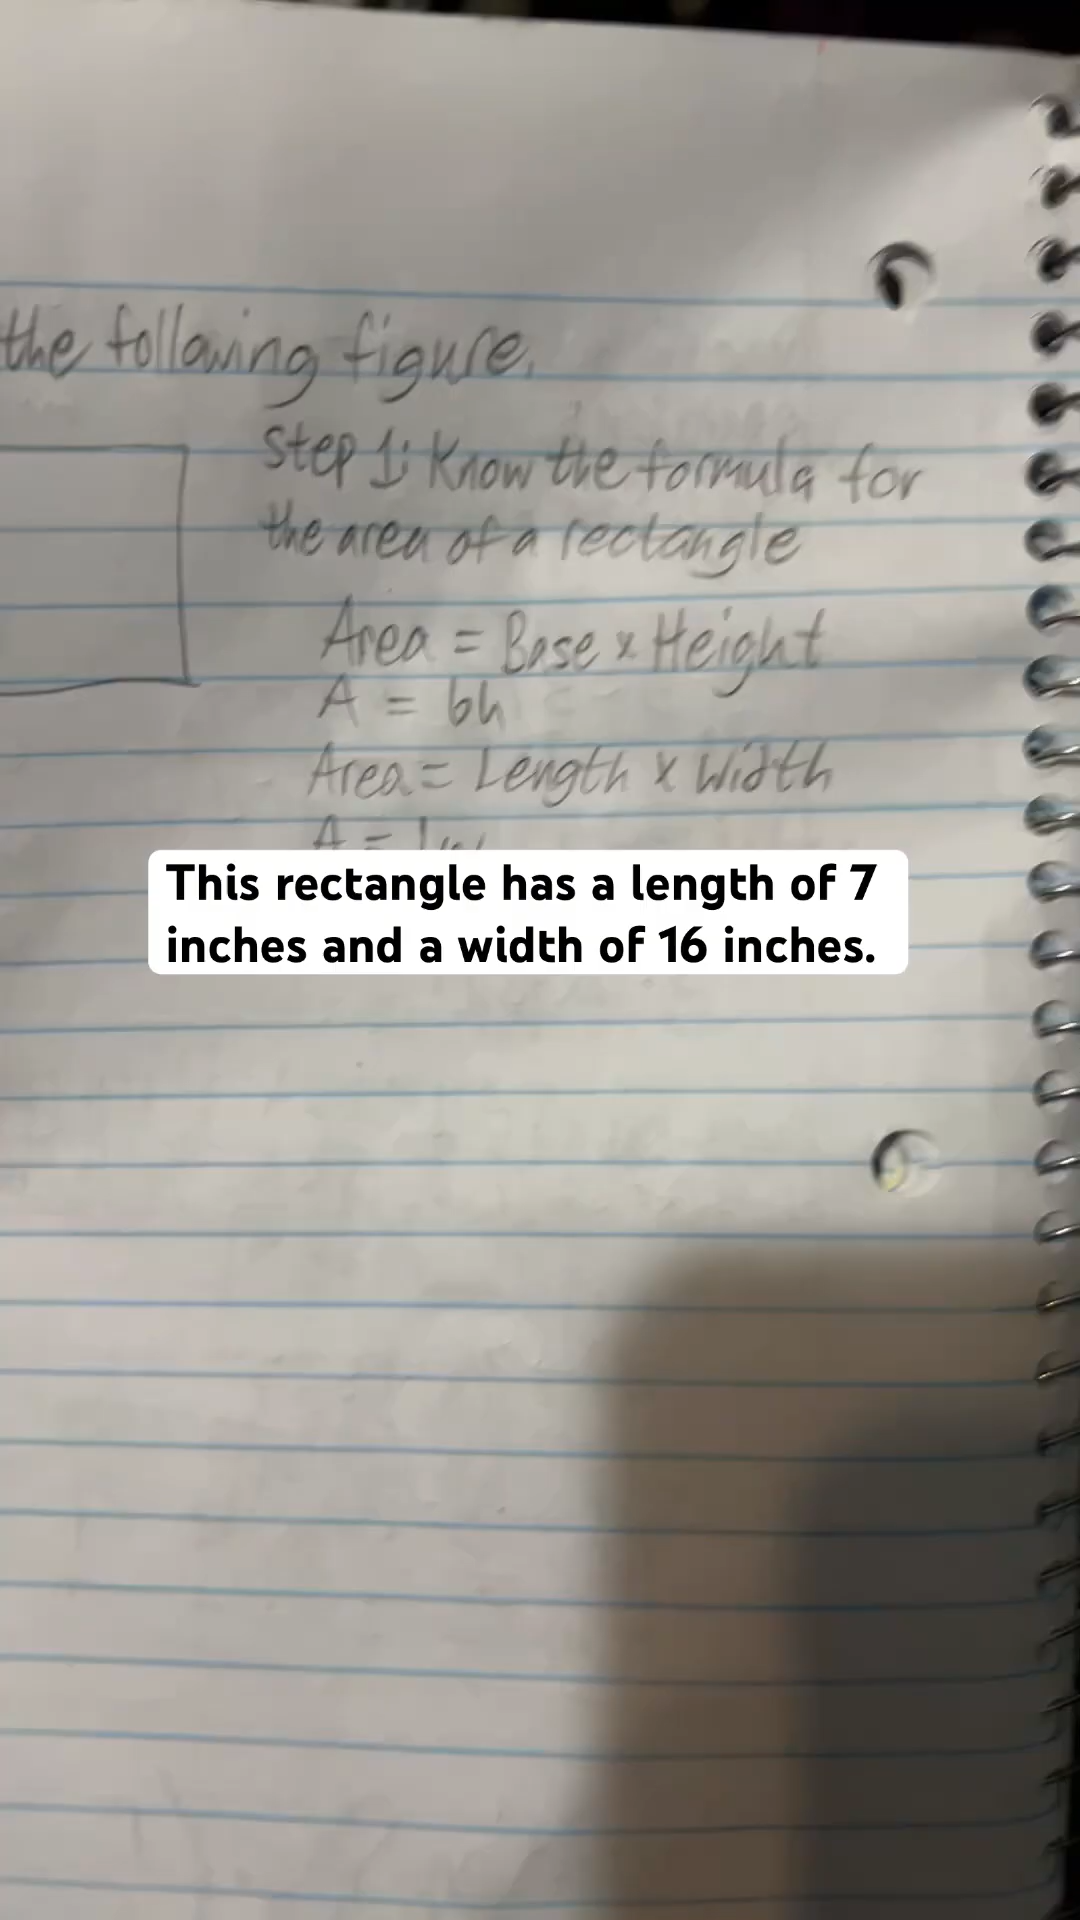 the following figure.
Step 1: Know the formula for
the area of a rectangle
Area = Base x Height
A = bh
Area = Length x Width
A = lw
This rectangle has a length of 7
inches and a width of 16 inches.